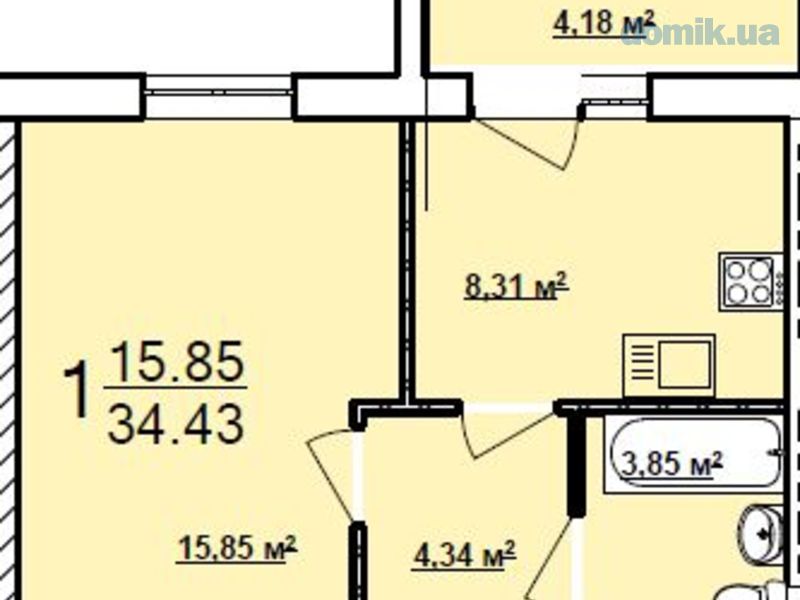 4,18 м²
domik.ua
8,31 м²
1 15.85
34.43
3,85 м²
15,85 м²
4,34 м²